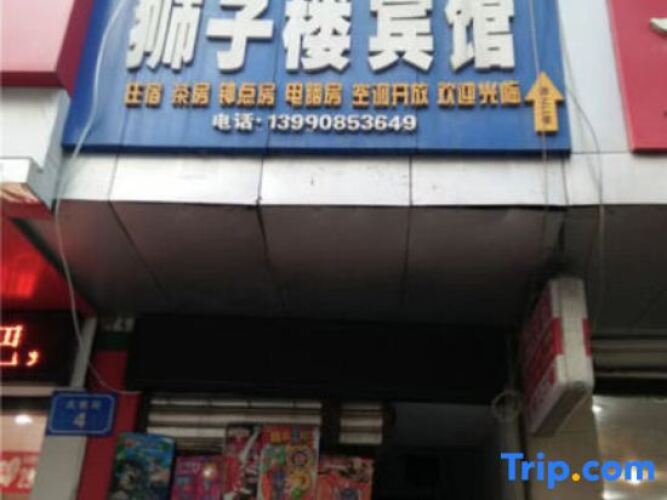 狮子楼宾馆
住宿 茶房 钟点房 电脑房 空调开放 欢迎光临
电话·13990853649
吧，
4
Trip.com